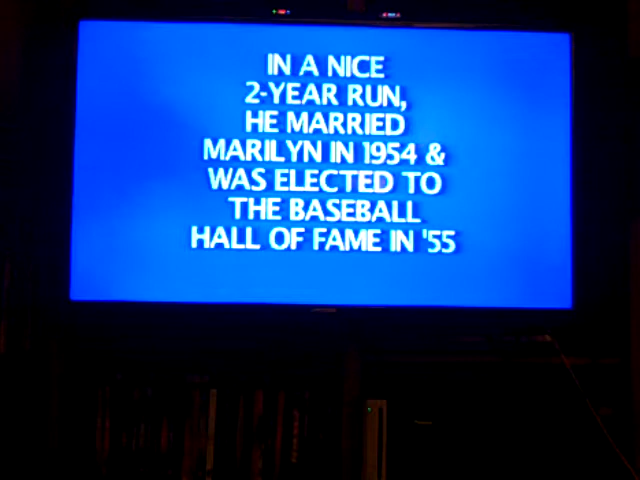 IN A NICE
2-YEAR RUN,
HE MARRIED
MARILYN IN 1954 &
WAS ELECTED TO
THE BASEBALL
HALL OF FAME IN '55